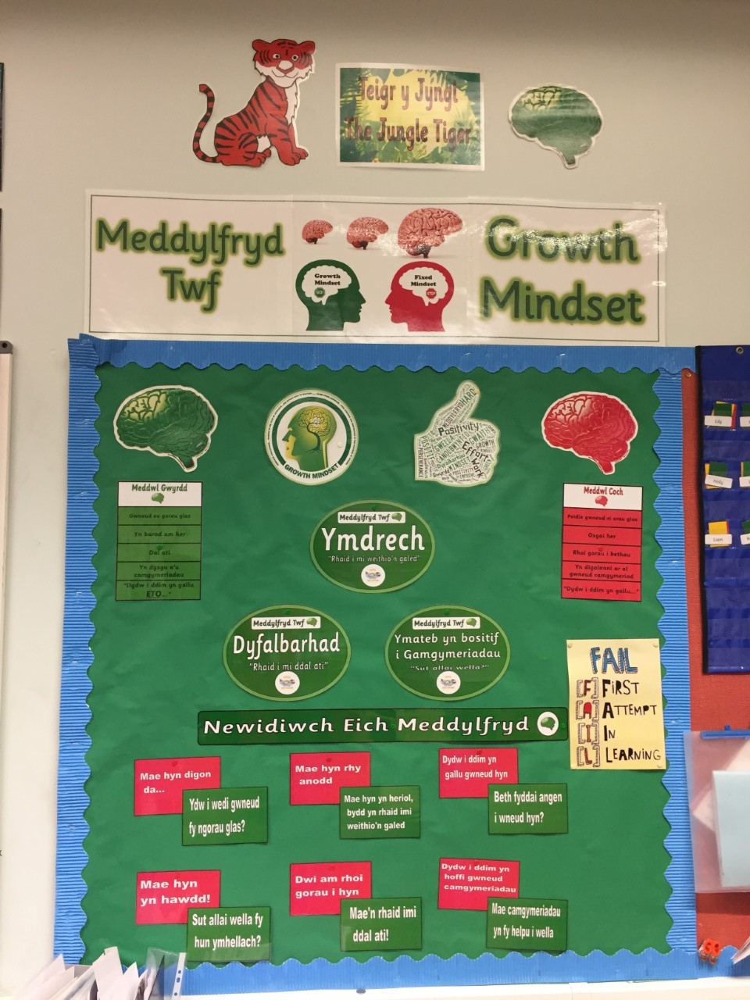 Teigr y Jyngl
The Jungle Tiger
Meddylfryd
Twf
Growth
Mindset
GO!
Fixed
Mindset
STOP
Growth
Mindset
GROWTH MINDSET
Positivity
Effort
Work
PERSEVERANCE
Meddwl Gwyrdd
Gwneud eu gorau glas
Yn barod am her
Dal ati
Yn dysgu o'u
camgymeriadau
"Dydw i ddim yn gallu
ETO..."
Meddwl Coch
Peidio gwneud ei orau glas
Osgoi her
Rhoi gorau i bethau
Yn digalonni ar ol
gwneud camgymeriad
"Dydw i ddim yn gallu..."
Meddylfryd Twf
Ymdrech
"Rhaid i mi weithio'n galed"
Meddylfryd Twf
Dyfalbarhad
"Rhaid i mi ddal ati"
Meddylfryd Twf
Ymateb yn bositif
i Gamgymeriadau
"Sut allai wella?"
FAIL
[F] FIRST
[A] ATTEMPT
[I] IN
[L] LEARNING
Newidiwch Eich Meddylfryd
Mae hyn digon
da...
Ydw i wedi gwneud
fy ngorau glas?
Mae hyn rhy
anodd
Mae hyn yn heriol,
bydd yn rhaid imi
weithio'n galed
Dydw i ddim yn
gallu gwneud hyn
Beth fyddai angen
i wneud hyn?
Mae hyn
yn hawdd!
Sut allai wella fy
hun ymhellach?
Dwi am rhoi
gorau i hyn
Mae'n rhaid imi
ddal ati!
Dydw i ddim yn
hoffi gwneud
camgymeriadau
Mae camgymeriadau
yn fy helpu i wella
Lily
Holly
Liam